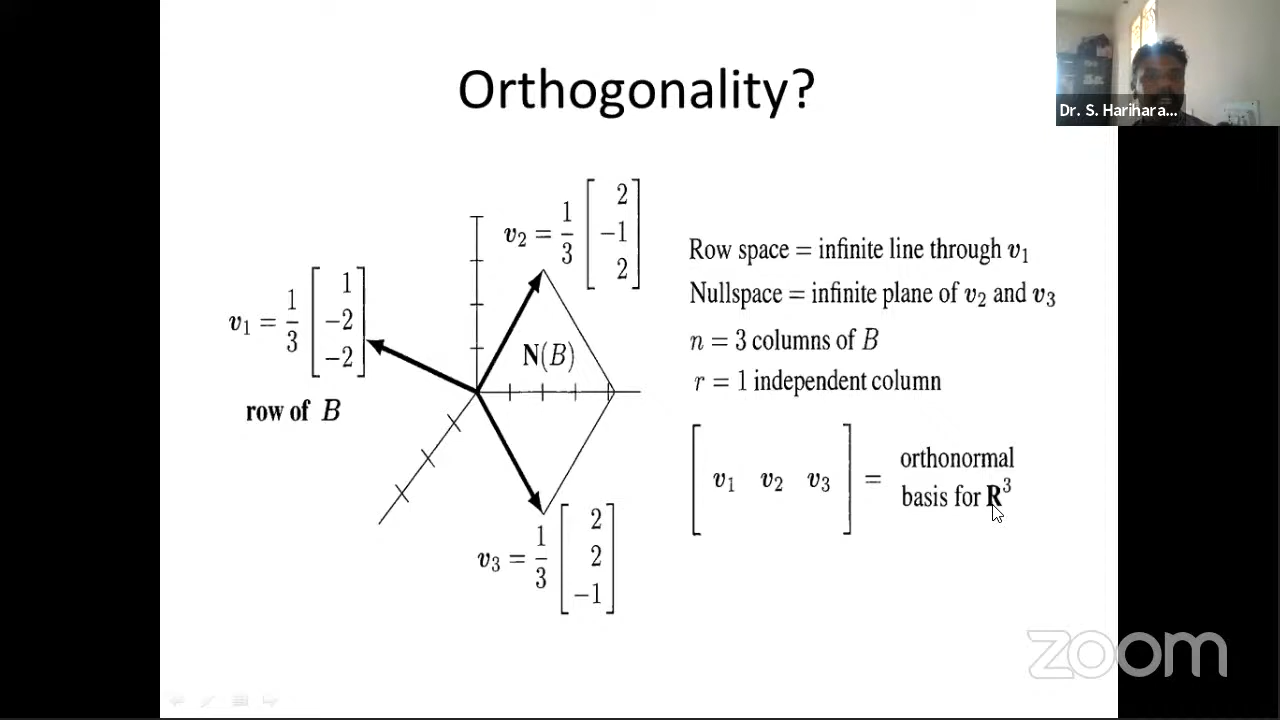 Orthogonality?
Dr. S. Harihara...
v₂ = 1/3 [2 -1 2]
Row space = infinite line through v₁
Nullspace = infinite plane of v₂ and v₃
v₁ = 1/3 [1 -2 -2]
row of B
N(B)
n = 3 columns of B
r = 1 independent column
[v₁ v₂ v₃] = orthonormal
basis for R³
v₃ = 1/3 [2 2 -1]
zoom